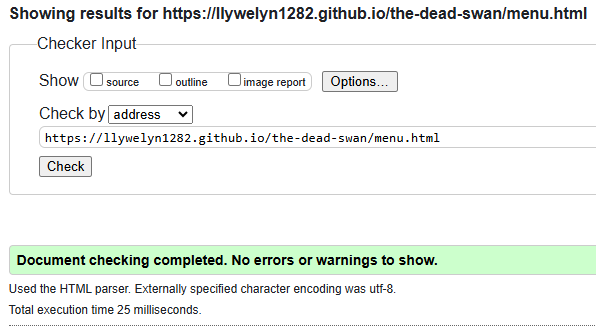 Showing results for https://llywelyn1282.github.io/the-dead-swan/menu.html
Checker Input
Show source outline image report Options...
Check by address
https://llywelyn1282.github.io/the-dead-swan/menu.html
Check
Document checking completed. No errors or warnings to show.
Used the HTML parser. Externally specified character encoding was utf-8.
Total execution time 25 milliseconds.